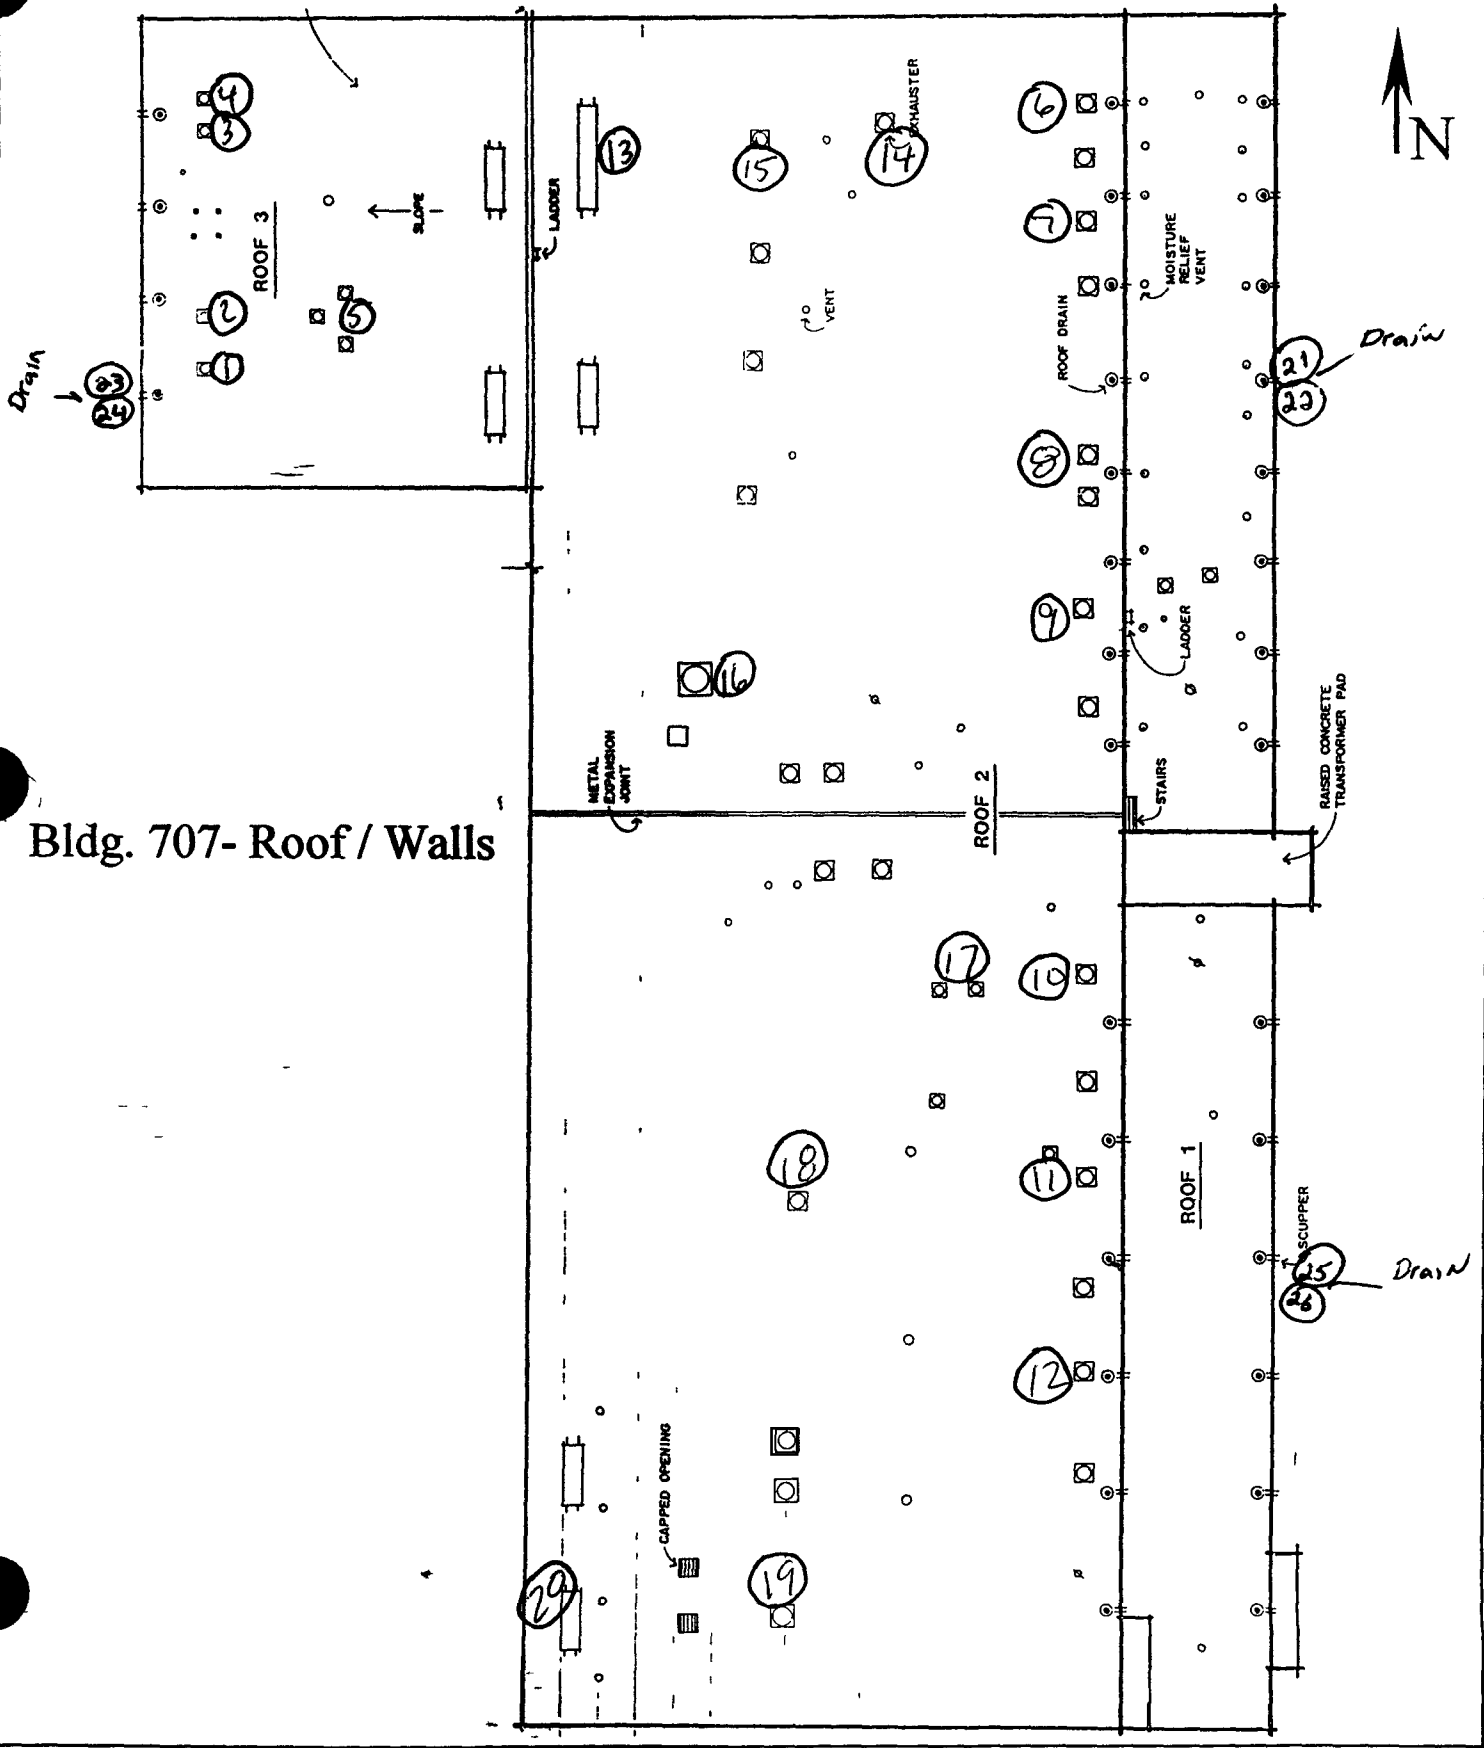 4
3
6
EXHAUSTER
N
13
15
14
SLOPE
LADDER
7
MOISTURE
RELIEF
VENT
ROOF 3
2
5
VENT
ROOF DRAIN
1
Drain
23
24
21
Drain
22
8
9
LADDER
16
METAL
EXPANSION
JOINT
ROOF 2
STAIRS
RAISED CONCRETE
TRANSFORMER PAD
Bldg. 707- Roof / Walls
17
10
18
11
ROOF 1
SCUPPER
25
Drain
26
12
CAPPED OPENING
20
19